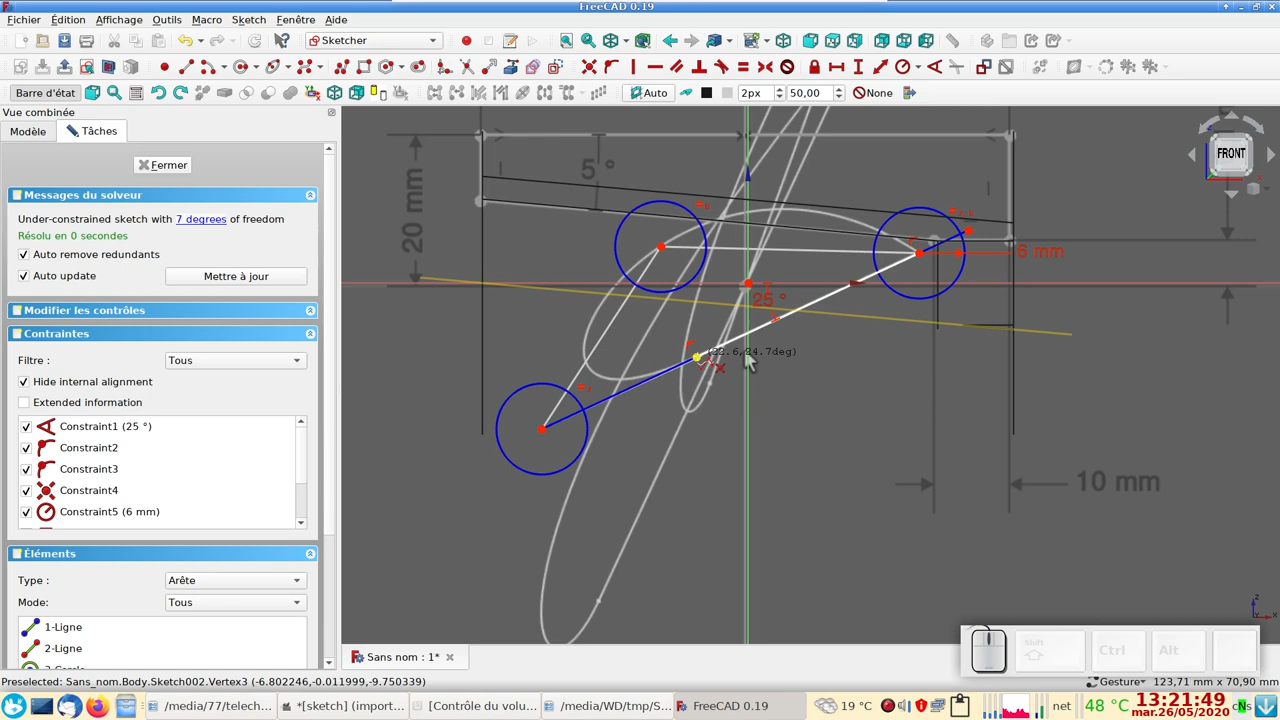 FreeCAD 0.19
Fichier Édition Affichage Outils Macro Sketch Fenêtre Aide
Sketcher
Barre d'état
Auto
2px
50,00
None
Vue combinée
Modèle
Tâches
Fermer
Messages du solveur
Under-constrained sketch with 7 degrees of freedom
Résolu en 0 secondes
Auto remove redundants
Auto update
Mettre à jour
Modifier les contrôles
Contraintes
Filtre :
Tous
Hide internal alignment
Extended information
Constraint1 (25 °)
Constraint2
Constraint3
Constraint4
Constraint5 (6 mm)
Éléments
Type :
Arête
Mode:
Tous
1-Ligne
2-Ligne
5 °
20 mm
6 mm
25 °
10 mm
FRONT
Shift
Ctrl
Alt
Sans nom : 1*
Preselected: Sans_nom.Body.Sketch002.Vertex3 (-6.802246,-0.011999,-9.750339)
Gesture
123,71 mm x 70,90 mm
/media/77/telech...
*[sketch] (import...
[Contrôle du volu...
/media/WD/tmp/S...
FreeCAD 0.19
19 °C
net
48 °C
13:21:49
mar.26/05/2020